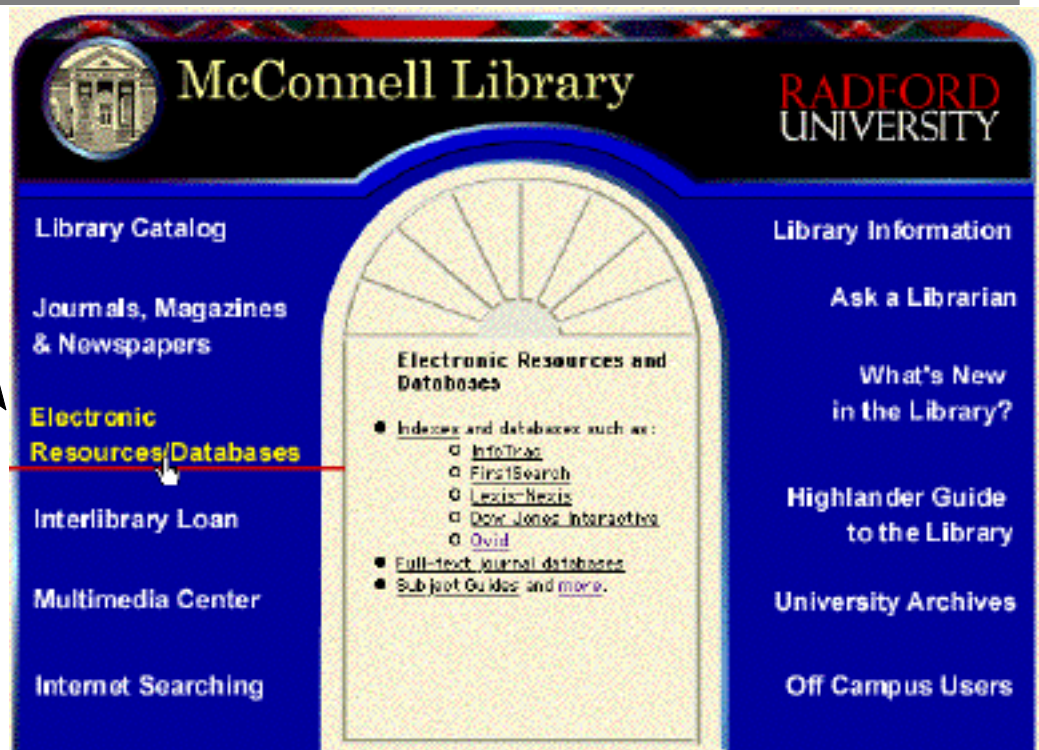 McConnell Library
RADFORD
UNIVERSITY
Library Catalog
Journals, Magazines
& Newspapers
Electronic
Resources/Databases
Interlibrary Loan
Multimedia Center
Internet Searching
Electronic Resources and
Databases
Indexes and databases such as:
InfoTrac
FirstSearch
Lexis-Nexis
Dow Jones Interactive
Ovid
Full-text journal databases
Subject Guides and more.
Library Information
Ask a Librarian
What's New
in the Library?
Highlander Guide
to the Library
University Archives
Off Campus Users